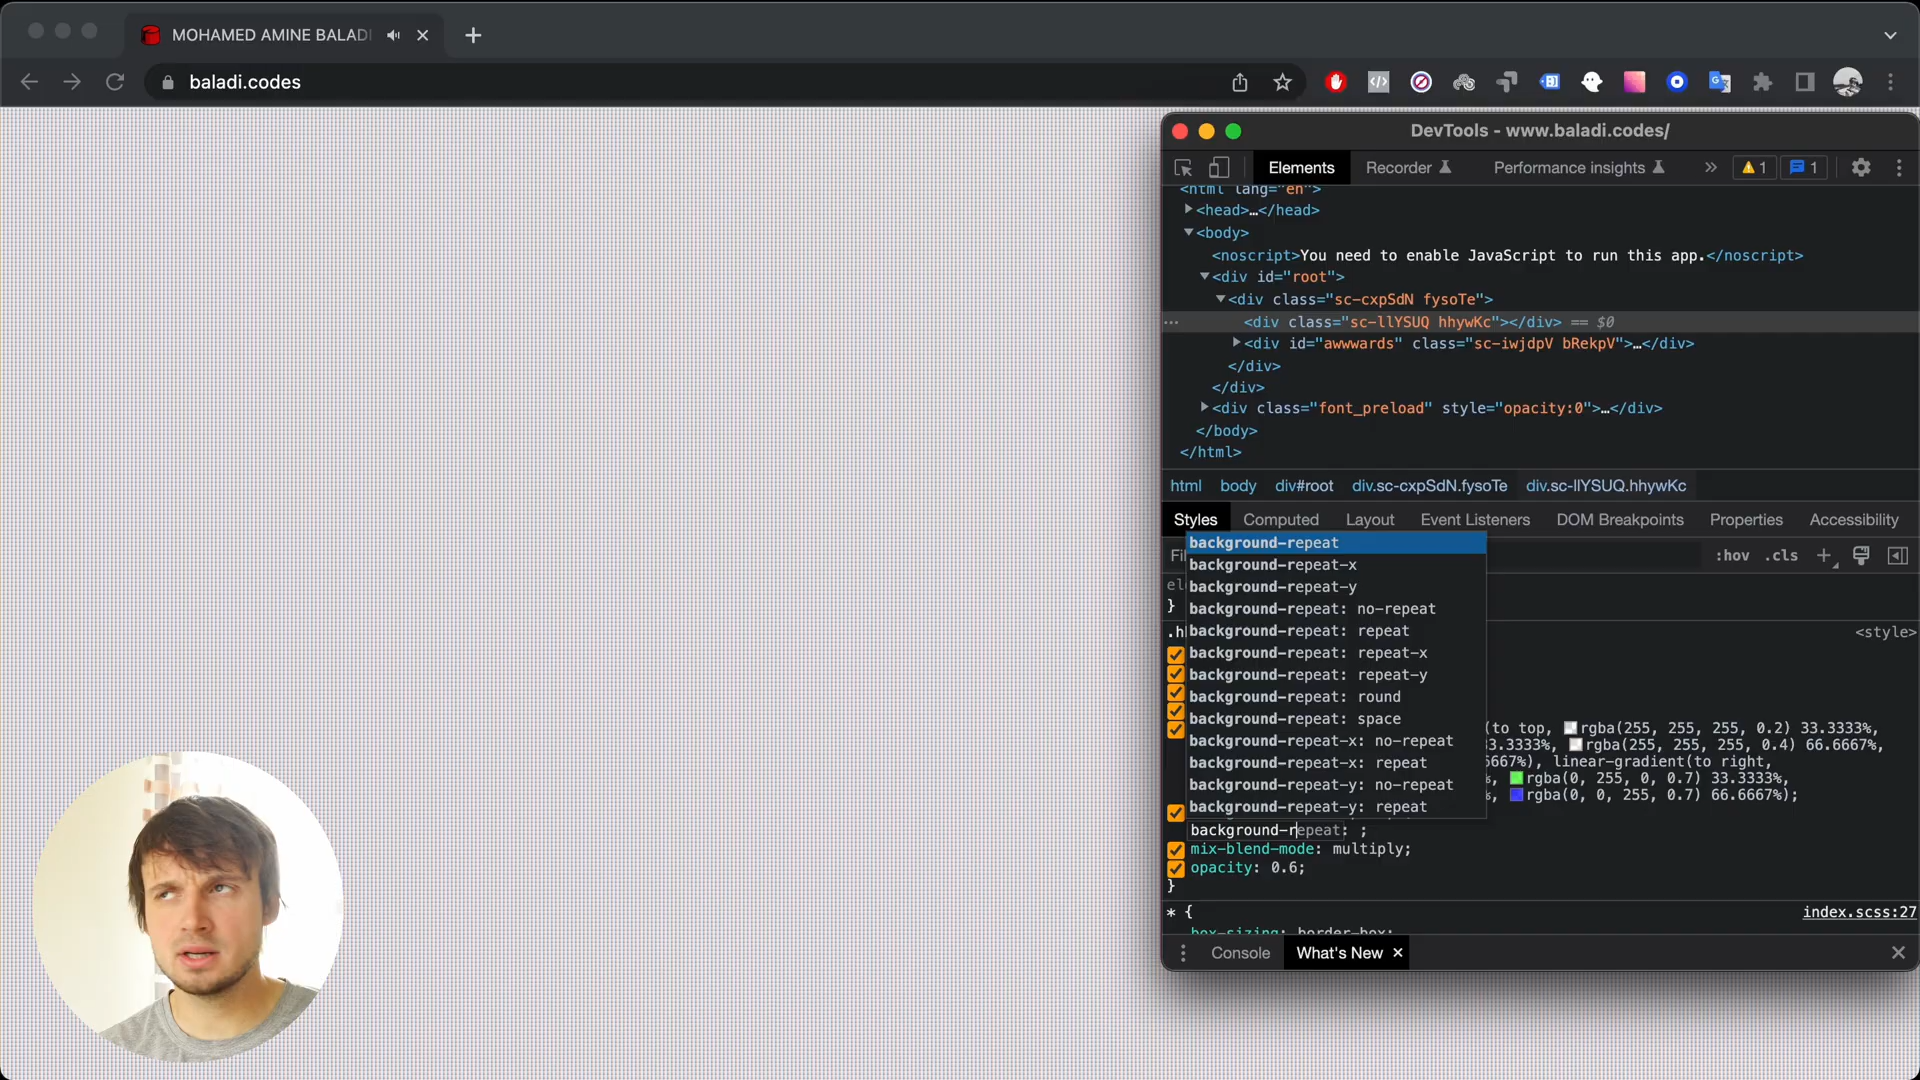 MOHAMED AMINE BALADI
baladi.codes
DevTools - www.baladi.codes/
Elements
Recorder
Performance insights
1
1
<html lang="en">
<head>…</head>
<body>
<noscript>You need to enable JavaScript to run this app.</noscript>
<div id="root">
<div class="sc-cxpSdN fysoTe">
<div class="sc-llYSUQ hhywKc"></div> == $0
<div id="awwwards" class="sc-iwjdpV bRekpV">…</div>
</div>
</div>
<div class="font_preload" style="opacity:0">…</div>
</body>
</html>
html body div#root div.sc-cxpSdN.fysoTe div.sc-llYSUQ.hhywKc
Styles Computed Layout Event Listeners DOM Breakpoints Properties Accessibility
:hov .cls
background-repeat
background-repeat-x
background-repeat-y
background-repeat: no-repeat
background-repeat: repeat
background-repeat: repeat-x
background-repeat: repeat-y
background-repeat: round
background-repeat: space
background-repeat-x: no-repeat
background-repeat-x: repeat
background-repeat-y: no-repeat
background-repeat-y: repeat
}
<style>
(to top, rgba(255, 255, 255, 0.2) 33.3333%,
3.3333%, rgba(255, 255, 255, 0.4) 66.6667%,
6667%), linear-gradient(to right,
%, rgba(0, 255, 0, 0.7) 33.3333%,
%, rgba(0, 0, 255, 0.7) 66.6667%);
background-repeat: ;
mix-blend-mode: multiply;
opacity: 0.6;
}
* {
index.scss:27
box-sizing: border-box;
Console
What's New